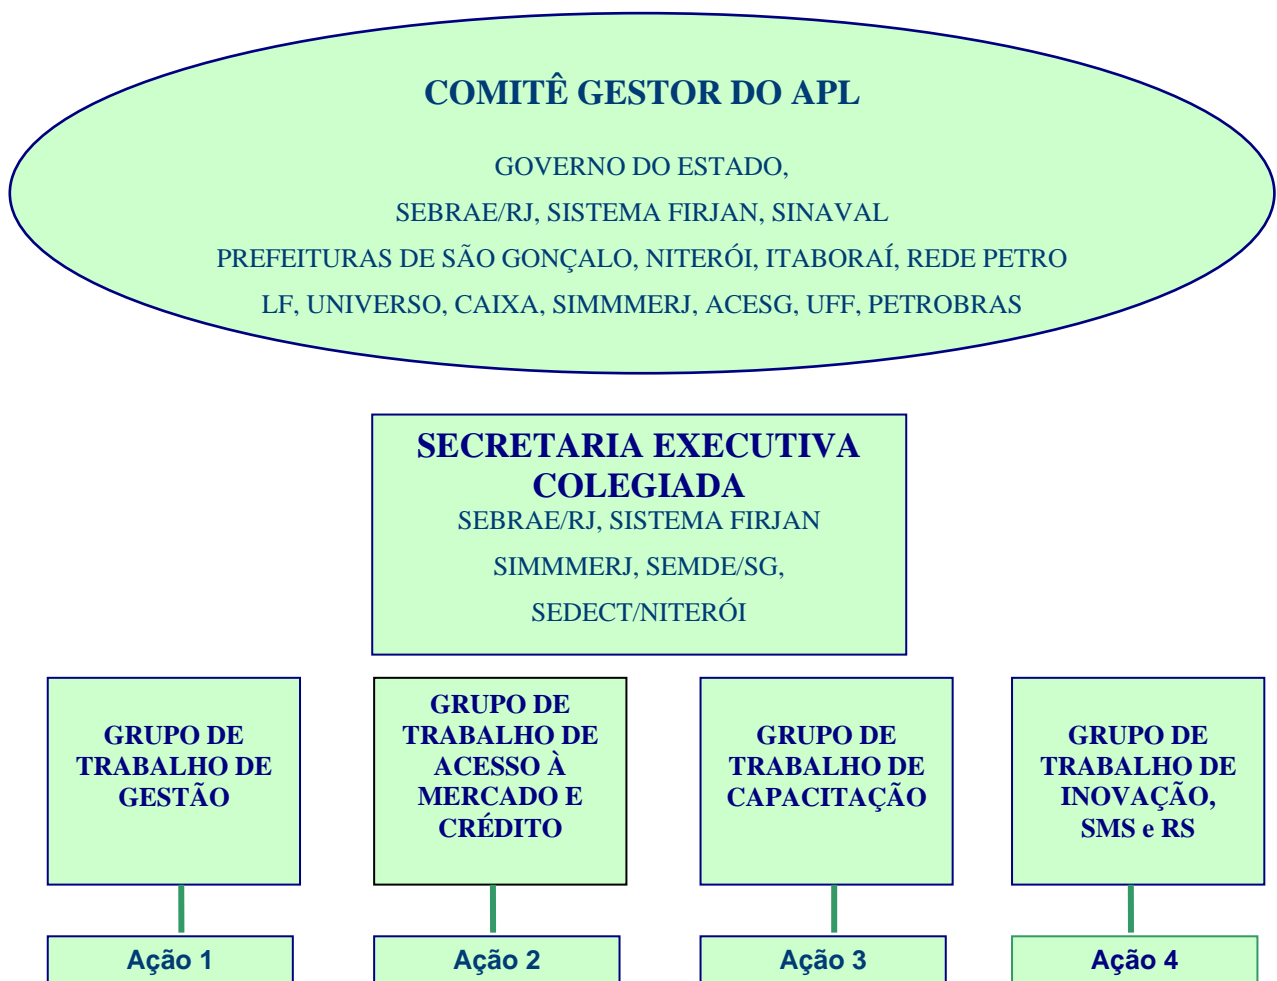 COMITÊ GESTOR DO APL
GOVERNO DO ESTADO,
SEBRAE/RJ, SISTEMA FIRJAN, SINAVAL
PREFEITURAS DE SÃO GONÇALO, NITERÓI, ITABORAÍ, REDE PETRO
LF, UNIVERSO, CAIXA, SIMMMERJ, ACESG, UFF, PETROBRAS
SECRETARIA EXECUTIVA
COLEGIADA
SEBRAE/RJ, SISTEMA FIRJAN
SIMMMERJ, SEMDE/SG,
SEDECT/NITERÓI
GRUPO DE
TRABALHO DE
GESTÃO
GRUPO DE
TRABALHO DE
ACESSO À
MERCADO E
CRÉDITO
GRUPO DE
TRABALHO DE
CAPACITAÇÃO
GRUPO DE
TRABALHO DE
INOVAÇÃO,
SMS e RS
Ação 1
Ação 2
Ação 3
Ação 4